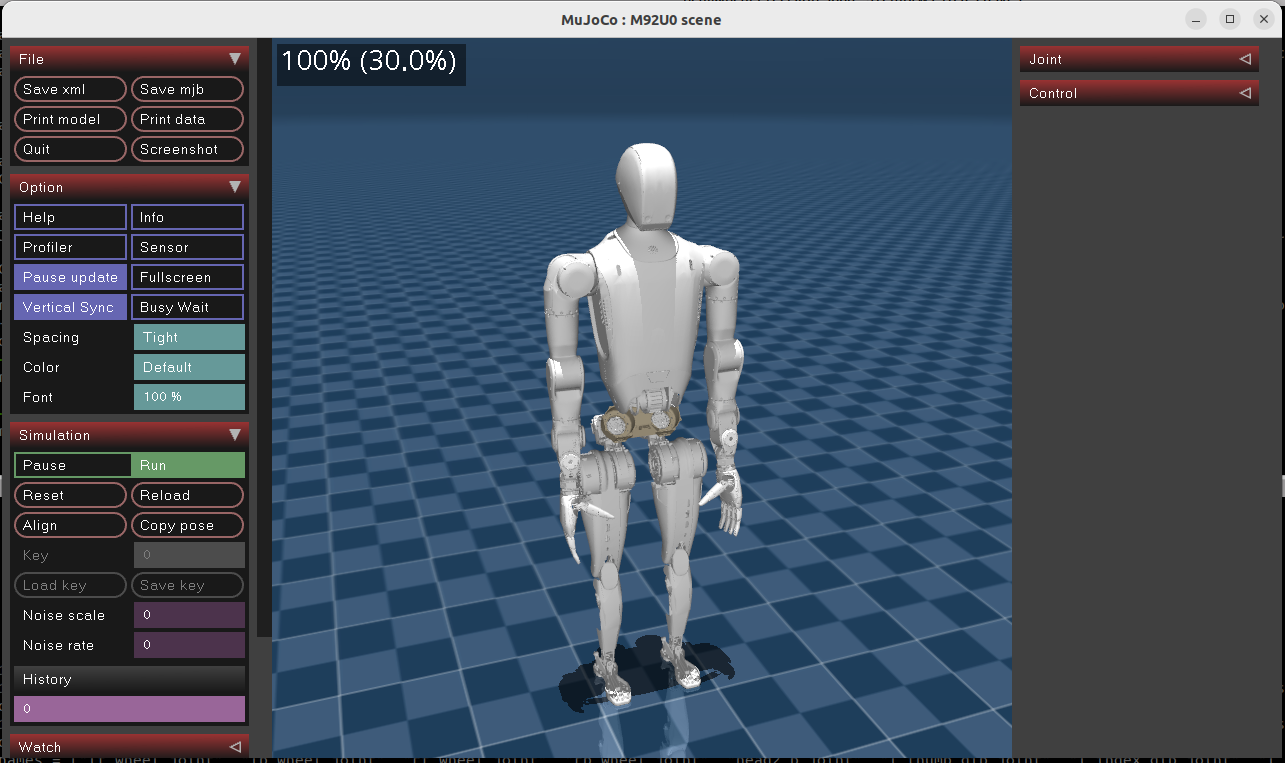 MuJoCo : M92U0 scene
File
Save xml Save mjb
Print model Print data
Quit Screenshot
Option
Help Info
Profiler Sensor
Pause update Fullscreen
Vertical Sync Busy Wait
Spacing Tight
Color Default
Font 100 %
Simulation
Pause Run
Reset Reload
Align Copy pose
Key 0
Load key Save key
Noise scale 0
Noise rate 0
History
0
Watch
100% (30.0%)
Joint
Control